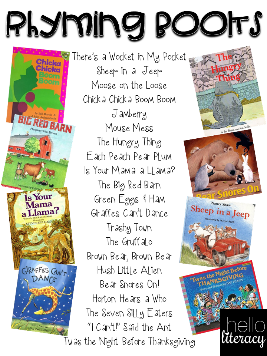 Rhyming Books
There's a Wocket in My Pocket
Sheep in a Jeep
Moose on the Loose
Chicka Chicka Boom Boom
Jamberry
Mouse Mess
The Hungry Thing
Each Peach Pear Plum
Is Your Mama a LLama?
The Big Red Barn
Green Eggs & Ham
Giraffes Can't Dance
Trashy Town
The Gruffalo
Brown Bear, Brown Bear
Hush Little Alien
Bear Snores On!
Horton Hears a Who
The Seven Silly Eaters
"I Can't!" Said the Ant
Twas the Night Before Thanksgiving
Chicka
Chicka
BIG RED BARN
Is Your
Mama
a Llama?
GIRAFFES CAN'T
DANCE
The
Hungry
Thing
Bear Snores On
Sheep in a Jeep
'Twas the Night Before
THANKSGIVING
hello
literacy